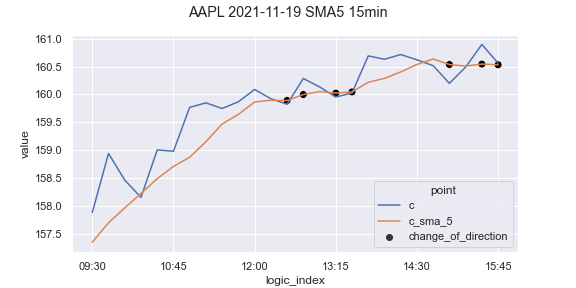 AAPL 2021-11-19 SMA5 15min
161.0
160.5
160.0
159.5
159.0
158.5
158.0
157.5
value
09:30 10:45 12:00 13:15 14:30 15:45
logic_index
point
c
c_sma_5
change_of_direction